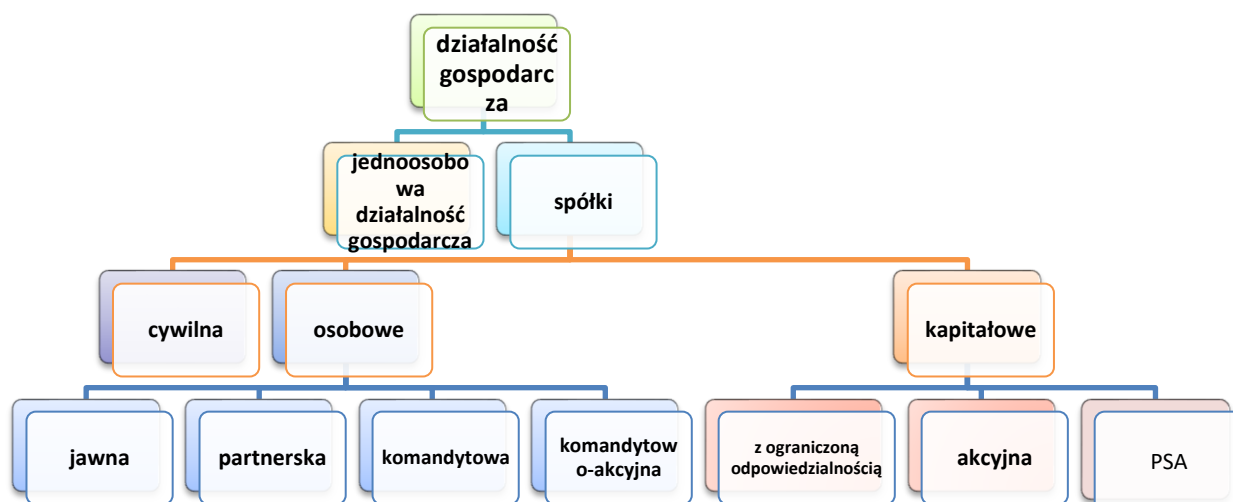 działalność
gospodarc
za
jednoosobo
wa
działalność
gospodarcza
spółki
cywilna
osobowe
kapitałowe
jawna
partnerska
komandytowa
komandytow
o-akcyjna
z ograniczoną
odpowiedzialnością
akcyjna
PSA